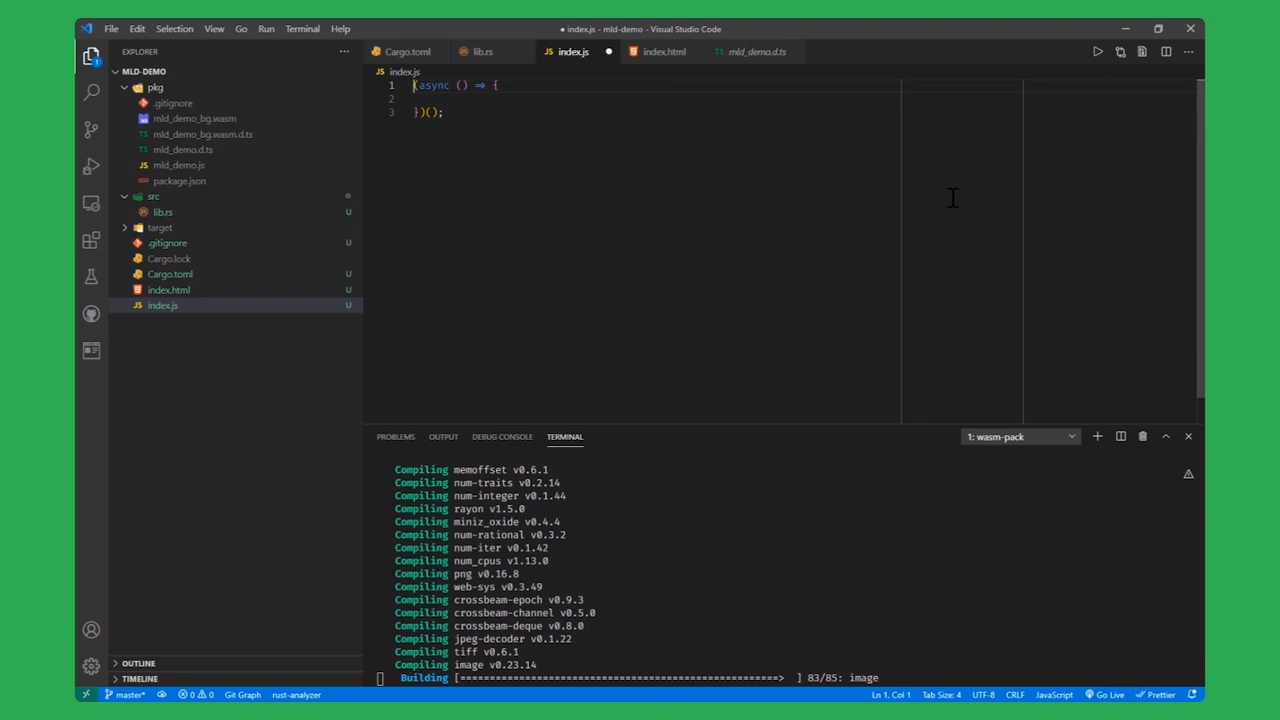 File Edit Selection View Go Run Terminal Help
● index.js - mld-demo - Visual Studio Code
EXPLORER
MLD-DEMO
pkg
.gitignore
mld_demo_bg.wasm
mld_demo_bg.wasm.d.ts
mld_demo.d.ts
mld_demo.js
package.json
src
lib.rs U
target
.gitignore U
Cargo.lock
Cargo.toml U
index.html U
index.js U
OUTLINE
TIMELINE
Cargo.toml lib.rs index.js index.html mld_demo.d.ts
index.js
1 (async () => {
2
3 })();
PROBLEMS OUTPUT DEBUG CONSOLE TERMINAL 1: wasm-pack
Compiling memoffset v0.6.1
Compiling num-traits v0.2.14
Compiling num-integer v0.1.44
Compiling rayon v1.5.0
Compiling miniz_oxide v0.4.4
Compiling num-rational v0.3.2
Compiling num-iter v0.1.42
Compiling num_cpus v1.13.0
Compiling png v0.16.8
Compiling web-sys v0.3.49
Compiling crossbeam-epoch v0.9.3
Compiling crossbeam-channel v0.5.0
Compiling crossbeam-deque v0.8.0
Compiling jpeg-decoder v0.1.22
Compiling tiff v0.6.1
Compiling image v0.23.14
Building [=====================================================> ] 83/85: image
master* 0 0 Git Graph rust-analyzer Ln 1, Col 1 Tab Size: 4 UTF-8 CRLF JavaScript Go Live Prettier